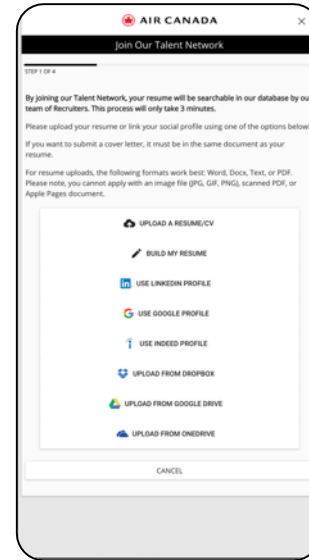 AIR CANADA
×
Join Our Talent Network
STEP 1 OF 4
By joining our Talent Network, your resume will be searchable in our database by ou
team of Recruiters. This process will only take 3 minutes.
Please upload your resume or link your social profile using one of the options below!
If you want to submit a cover letter, it must be in the same document as your
resume.
For resume uploads, the following formats work best: Word, Docx, Text, or PDF.
Please note, you cannot apply with an image file (JPG, GIF, PNG), scanned PDF, or
Apple Pages document.
UPLOAD A RESUME/CV
BUILD MY RESUME
in USE LINKEDIN PROFILE
G USE GOOGLE PROFILE
USE INDEED PROFILE
UPLOAD FROM DROPBOX
UPLOAD FROM GOOGLE DRIVE
UPLOAD FROM ONEDRIVE
CANCEL